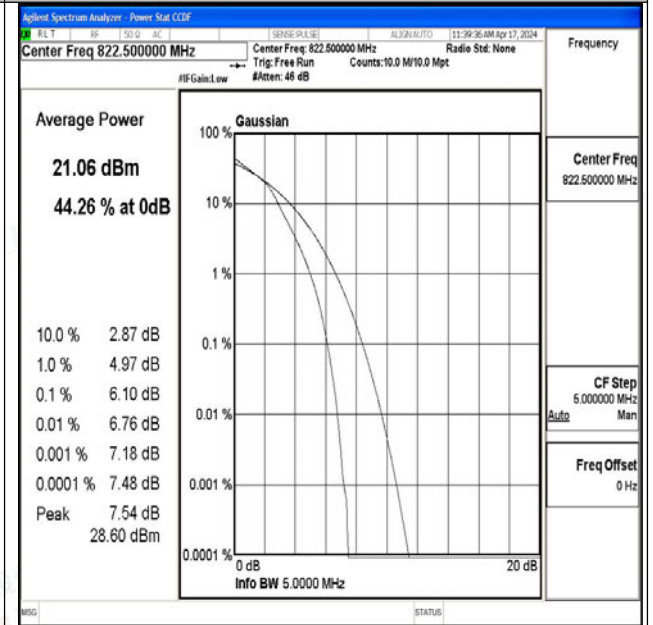 Agilent Spectrum Analyzer - Power Stat CCDF
RLT RF 50 Ω AC SENSE:PULSE ALIGN AUTO 11:39:36 AM Apr 17, 2024
Center Freq 822.500000 MHz
Center Freq: 822.500000 MHz Radio Std: None
Trig: Free Run Counts:10.0 M/10.0 Mpt
#IFGain:Low #Atten: 46 dB
Frequency
Average Power
21.06 dBm
44.26 % at 0dB
10.0 % 2.87 dB
1.0 % 4.97 dB
0.1 % 6.10 dB
0.01 % 6.76 dB
0.001 % 7.18 dB
0.0001 % 7.48 dB
Peak 7.54 dB
28.60 dBm
Gaussian
100 %
10 %
1 %
0.1 %
0.01 %
0.001 %
0.0001 %
0 dB 20 dB
Info BW 5.0000 MHz
Center Freq
822.500000 MHz
CF Step
5.000000 MHz
Auto Man
Freq Offset
0 Hz
MSG STATUS